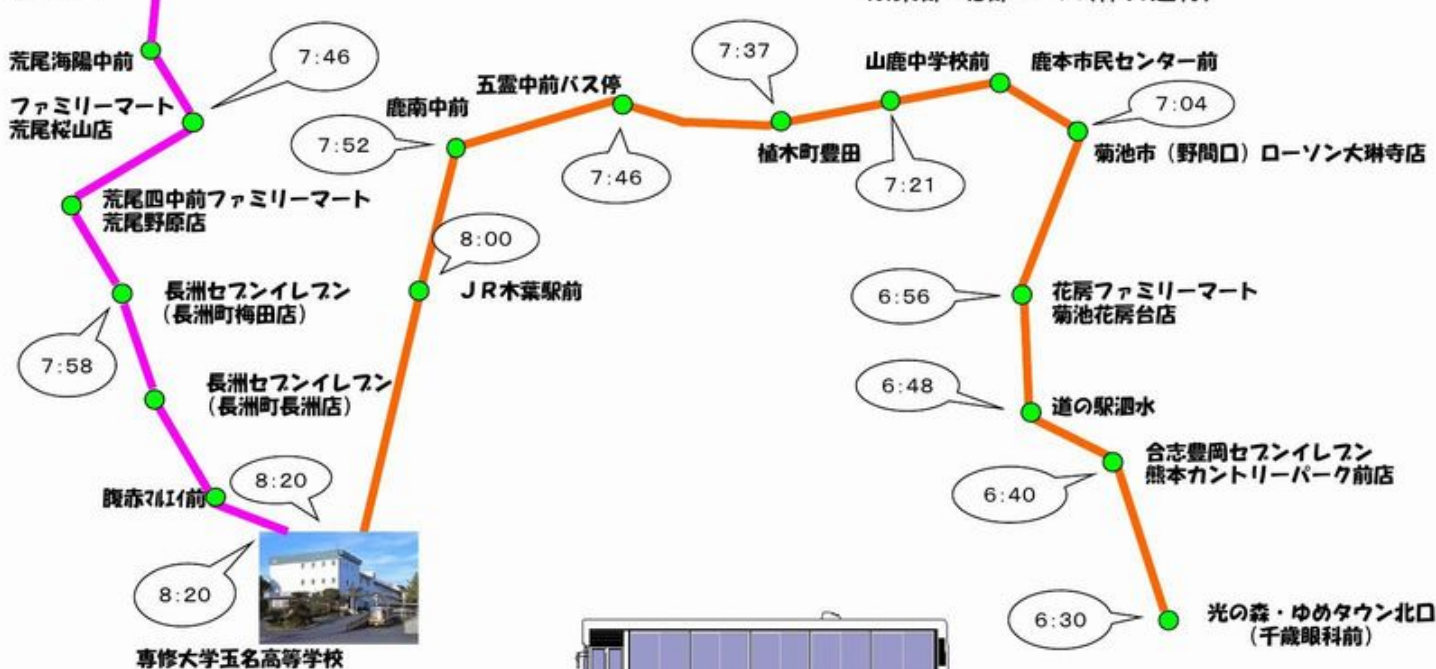 荒尾海陽中前
7:46
ファミリーマート
荒尾桜山店
荒尾四中前ファミリーマート
荒尾野原店
長洲セブンイレブン
(長洲町梅田店)
7:58
長洲セブンイレブン
(長洲町長洲店)
腹赤マルエイ前
8:20
8:20
専修大学玉名高等学校
鹿南中前
7:52
五霊中前バス停
7:46
8:00
JR木葉駅前
7:37
植木町豊田
山鹿中学校前
7:21
鹿本市民センター前
7:04
菊池市(野間口)ローソン大琳寺店
6:56
花房ファミリーマート
菊池花房台店
6:48
道の駅泗水
合志豊岡セブンイレブン
熊本カントリーパーク前店
6:40
6:30
光の森・ゆめタウン北口
(千歳眼科前)